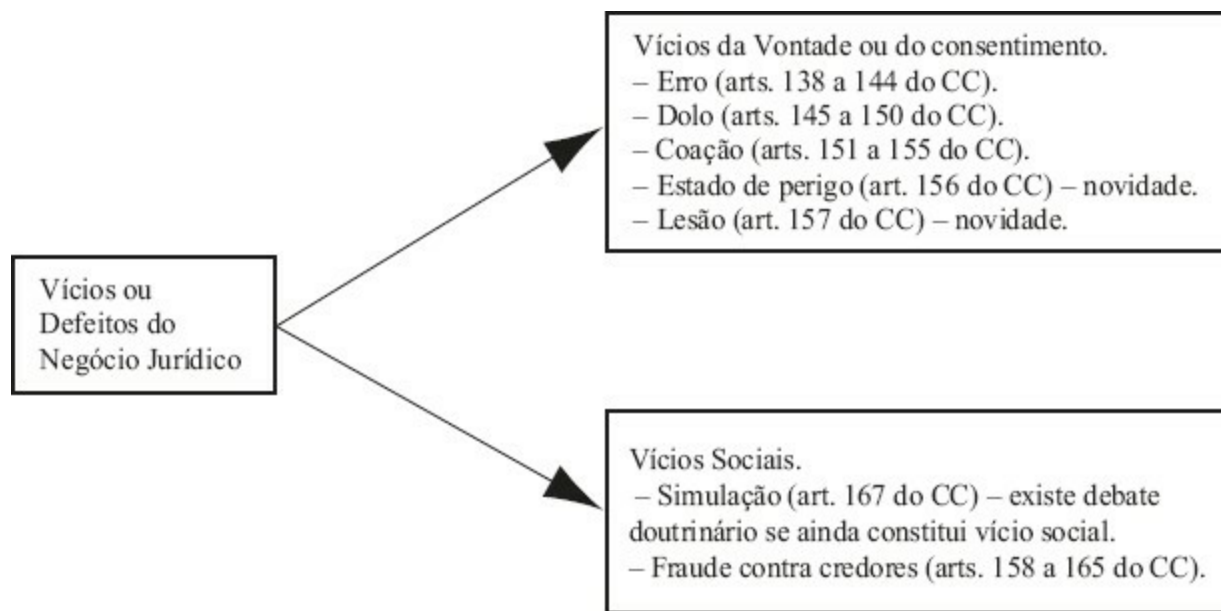 Vícios da Vontade ou do consentimento.
– Erro (arts. 138 a 144 do CC).
– Dolo (arts. 145 a 150 do CC).
– Coação (arts. 151 a 155 do CC).
– Estado de perigo (art. 156 do CC) – novidade.
– Lesão (art. 157 do CC) – novidade.
Vícios ou
Defeitos do
Negócio Jurídico
Vícios Sociais.
– Simulação (art. 167 do CC) – existe debate
doutrinário se ainda constitui vício social.
– Fraude contra credores (arts. 158 a 165 do CC).